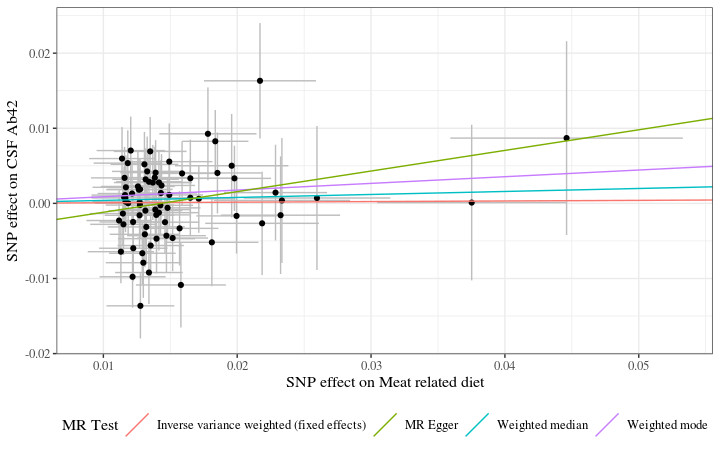 0.02
0.01
0.00
-0.01
-0.02
SNP effect on CSF Ab42
0.01 0.02 0.03 0.04 0.05
SNP effect on Meat related diet
MR Test Inverse variance weighted (fixed effects) MR Egger Weighted median Weighted mode